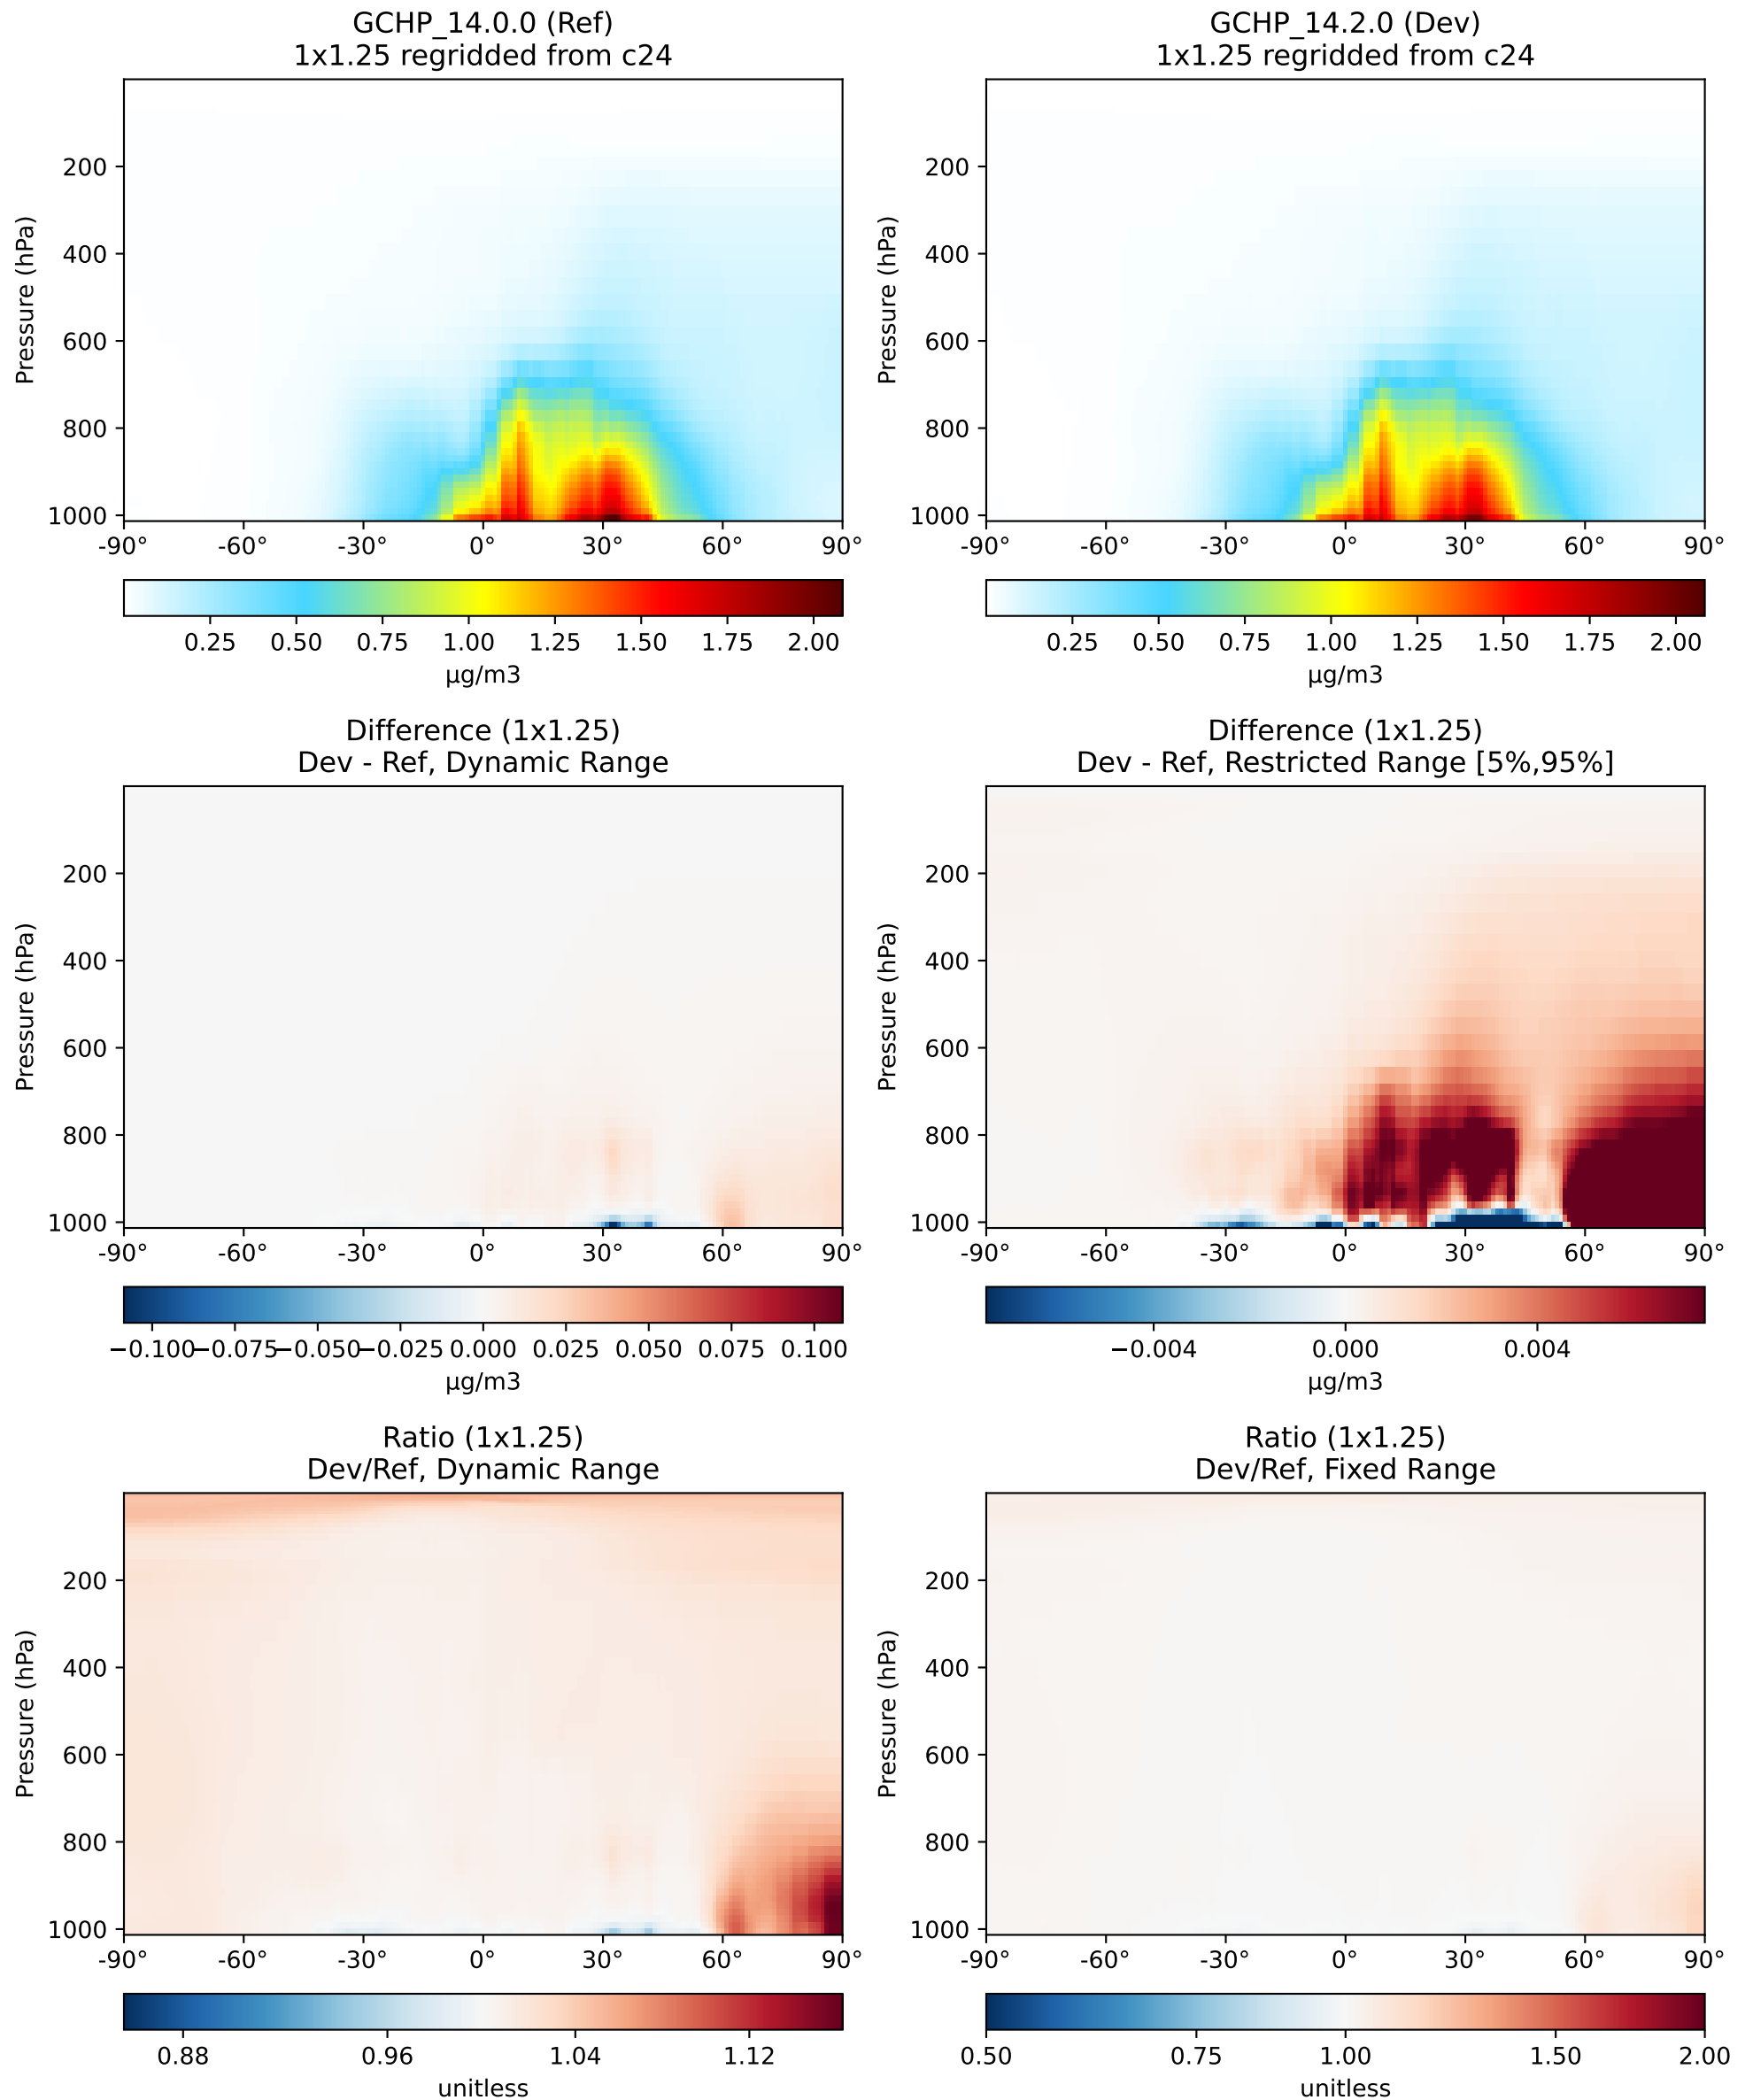 GCHP_14.0.0 (Ref)
1x1.25 regridded from c24
Pressure (hPa)
200
400
600
800
1000
-90° -60° -30° 0° 30° 60° 90°
0.25 0.50 0.75 1.00 1.25 1.50 1.75 2.00
µg/m3
GCHP_14.2.0 (Dev)
1x1.25 regridded from c24
Pressure (hPa)
200
400
600
800
1000
-90° -60° -30° 0° 30° 60° 90°
0.25 0.50 0.75 1.00 1.25 1.50 1.75 2.00
µg/m3
Difference (1x1.25)
Dev - Ref, Dynamic Range
Pressure (hPa)
200
400
600
800
1000
-90° -60° -30° 0° 30° 60° 90°
−0.100 −0.075 −0.050 −0.025 0.000 0.025 0.050 0.075 0.100
µg/m3
Difference (1x1.25)
Dev - Ref, Restricted Range [5%,95%]
Pressure (hPa)
200
400
600
800
1000
-90° -60° -30° 0° 30° 60° 90°
−0.004 0.000 0.004
µg/m3
Ratio (1x1.25)
Dev/Ref, Dynamic Range
Pressure (hPa)
200
400
600
800
1000
-90° -60° -30° 0° 30° 60° 90°
0.88 0.96 1.04 1.12
unitless
Ratio (1x1.25)
Dev/Ref, Fixed Range
Pressure (hPa)
200
400
600
800
1000
-90° -60° -30° 0° 30° 60° 90°
0.50 0.75 1.00 1.50 2.00
unitless